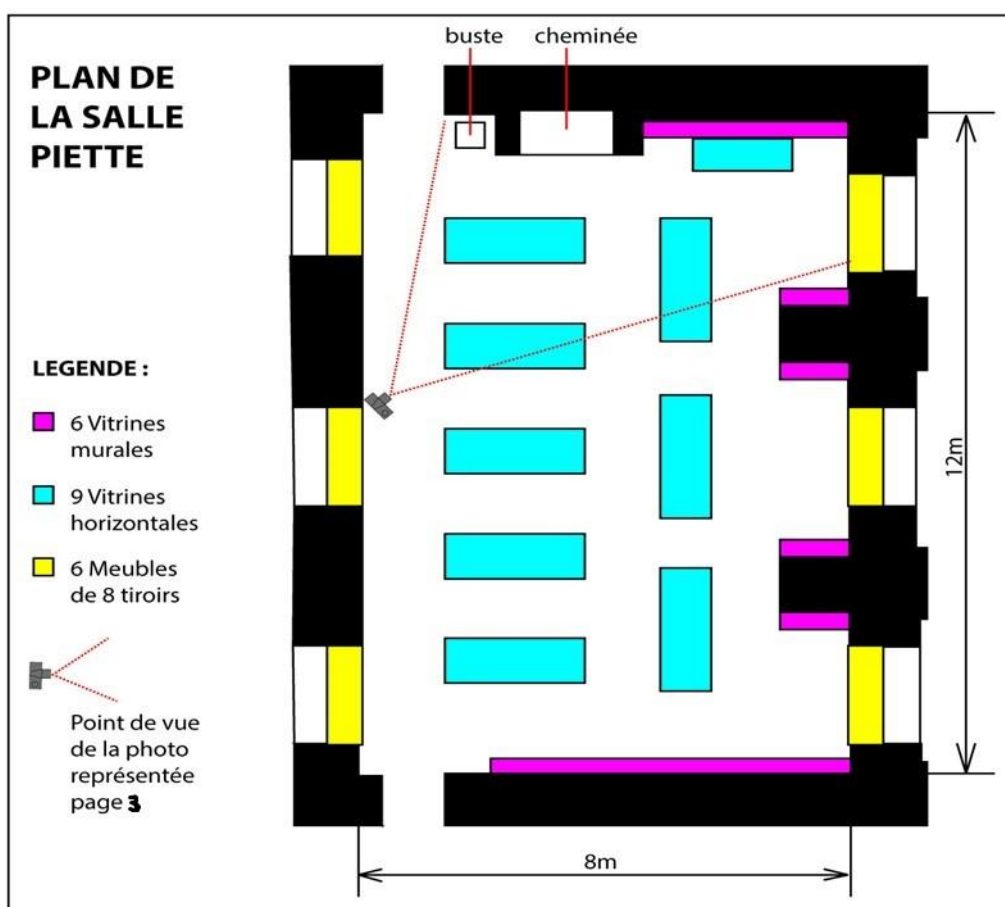 PLAN DE
LA SALLE
PIETTE
buste
cheminée
LEGENDE :
6 Vitrines
murales
9 Vitrines
horizontales
6 Meubles
de 8 tiroirs
Point de vue
de la photo
représentée
page 3
12m
8m